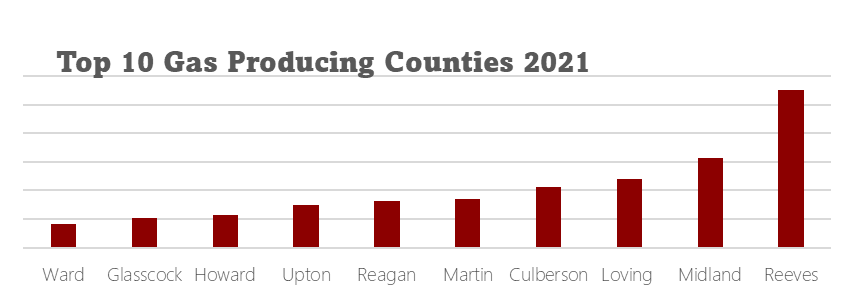 Top 10 Gas Producing Counties 2021
Ward Glasscock Howard Upton Reagan Martin Culberson Loving Midland Reeves